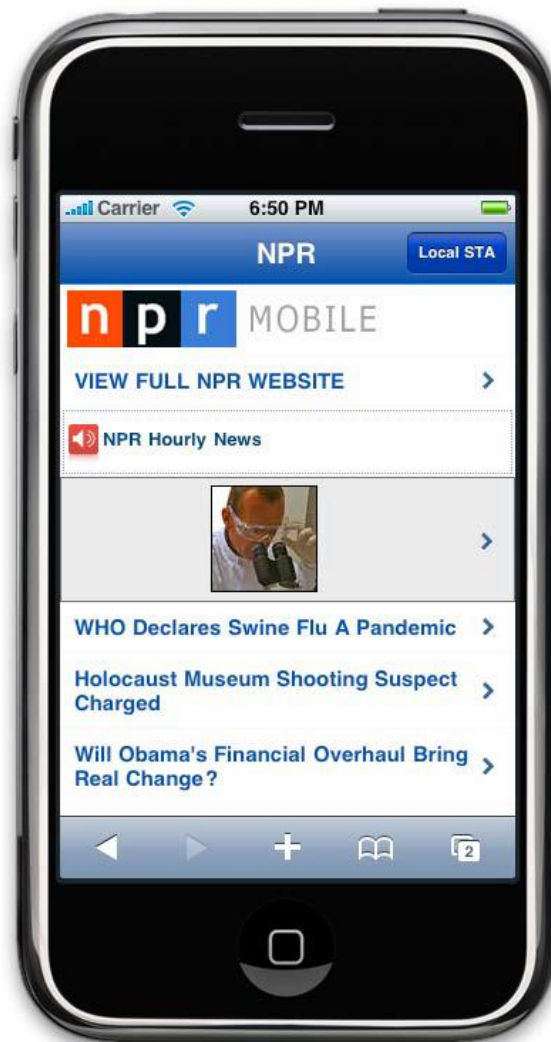 Carrier 6:50 PM
NPR Local STA
npr MOBILE
VIEW FULL NPR WEBSITE
NPR Hourly News
WHO Declares Swine Flu A Pandemic
Holocaust Museum Shooting Suspect
Charged
Will Obama's Financial Overhaul Bring
Real Change?
2